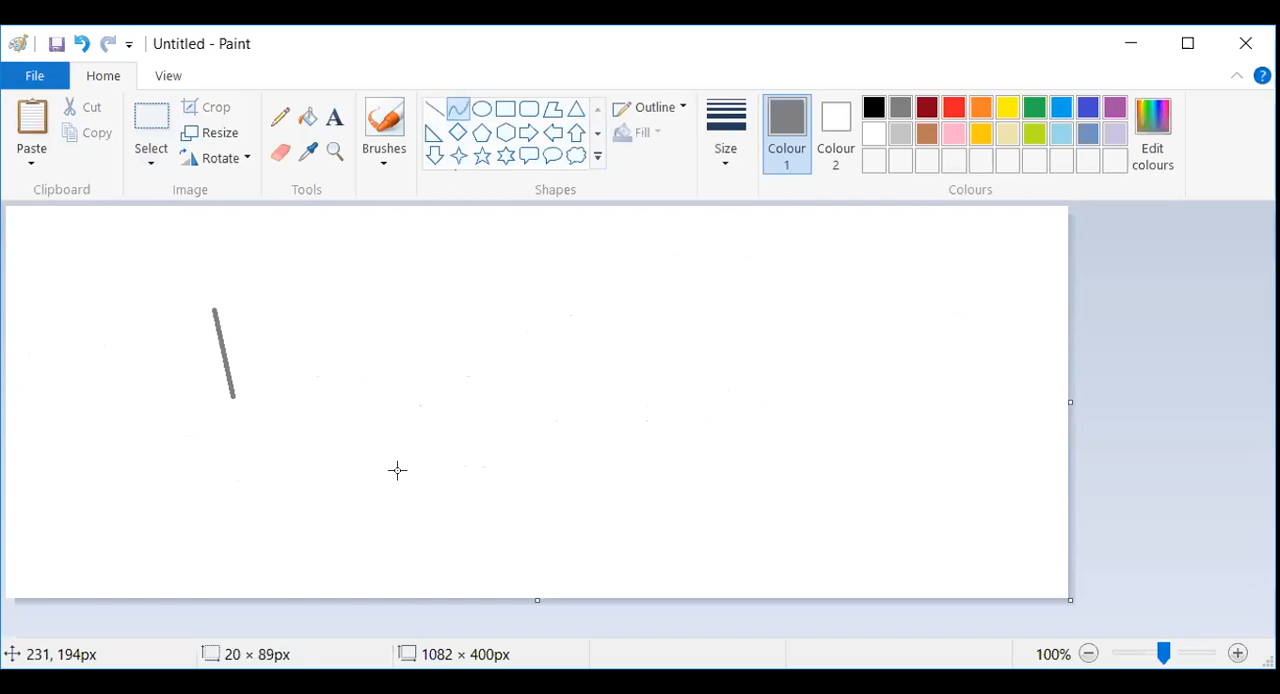 Untitled - Paint
File Home View
Paste Cut Copy Select Crop Resize Rotate A Brushes Outline Fill Size Colour 1 Colour 2 Edit colours
Clipboard Image Tools Shapes Colours
231, 194px 20 × 89px 1082 × 400px 100%